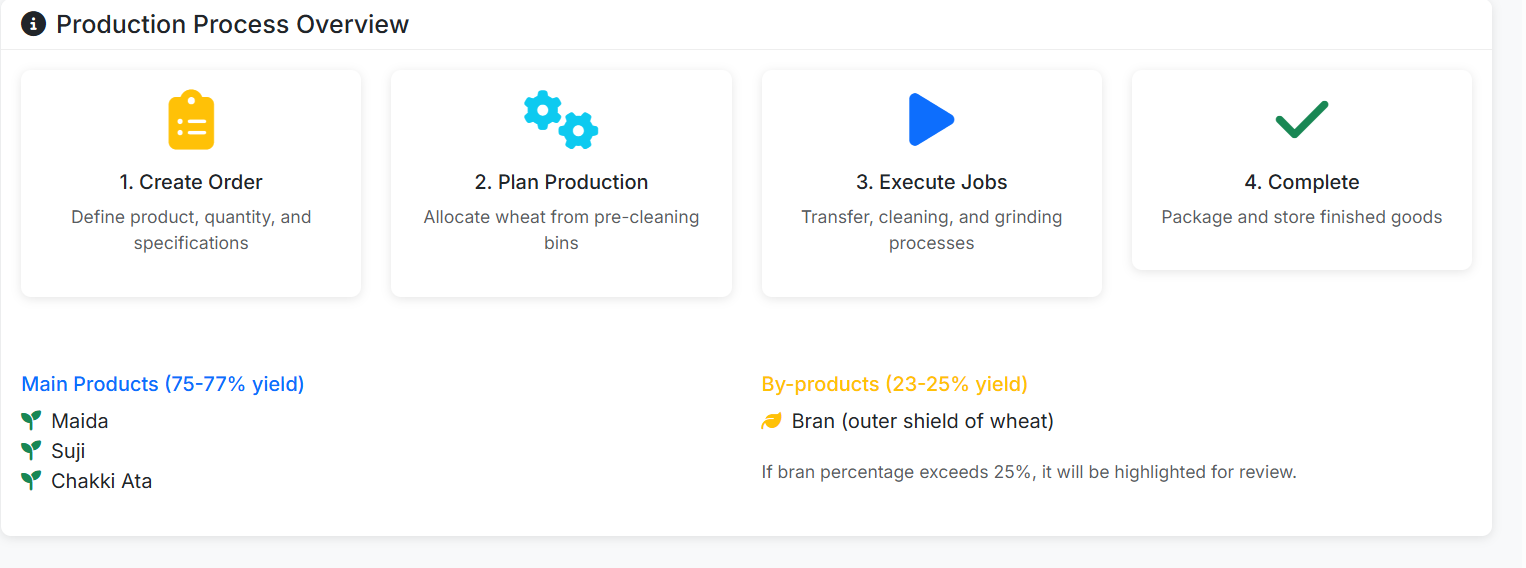 Production Process Overview
1. Create Order
Define product, quantity, and
specifications
2. Plan Production
Allocate wheat from pre-cleaning
bins
3. Execute Jobs
Transfer, cleaning, and grinding
processes
4. Complete
Package and store finished goods
Main Products (75-77% yield)
Maida
Suji
Chakki Ata
By-products (23-25% yield)
Bran (outer shield of wheat)
If bran percentage exceeds 25%, it will be highlighted for review.